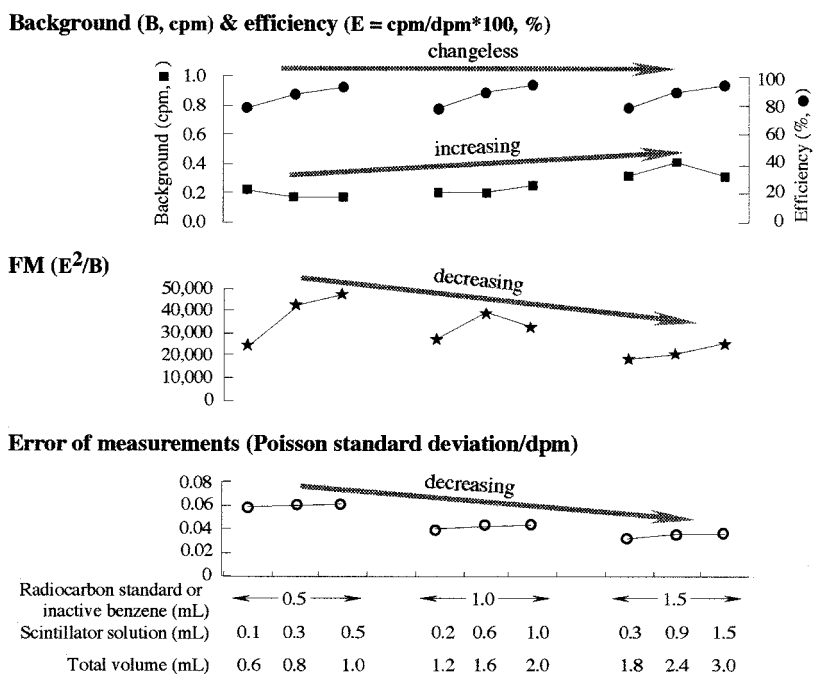 Background (B, cpm) & efficiency (E = cpm/dpm*100, %)
changeless
Background (cpm, ■)
1.0
0.8
0.6
0.4
0.2
0.0
increasing
100
80
60
40
20
0
Efficiency (%, ●)
FM (E²/B)
decreasing
50,000
40,000
30,000
20,000
10,000
0
Error of measurements (Poisson standard deviation/dpm)
decreasing
0.08
0.06
0.04
0.02
0
Radiocarbon standard or
inactive benzene (mL) 0.5 1.0 1.5
Scintillator solution (mL) 0.1 0.3 0.5 0.2 0.6 1.0 0.3 0.9 1.5
Total volume (mL) 0.6 0.8 1.0 1.2 1.6 2.0 1.8 2.4 3.0